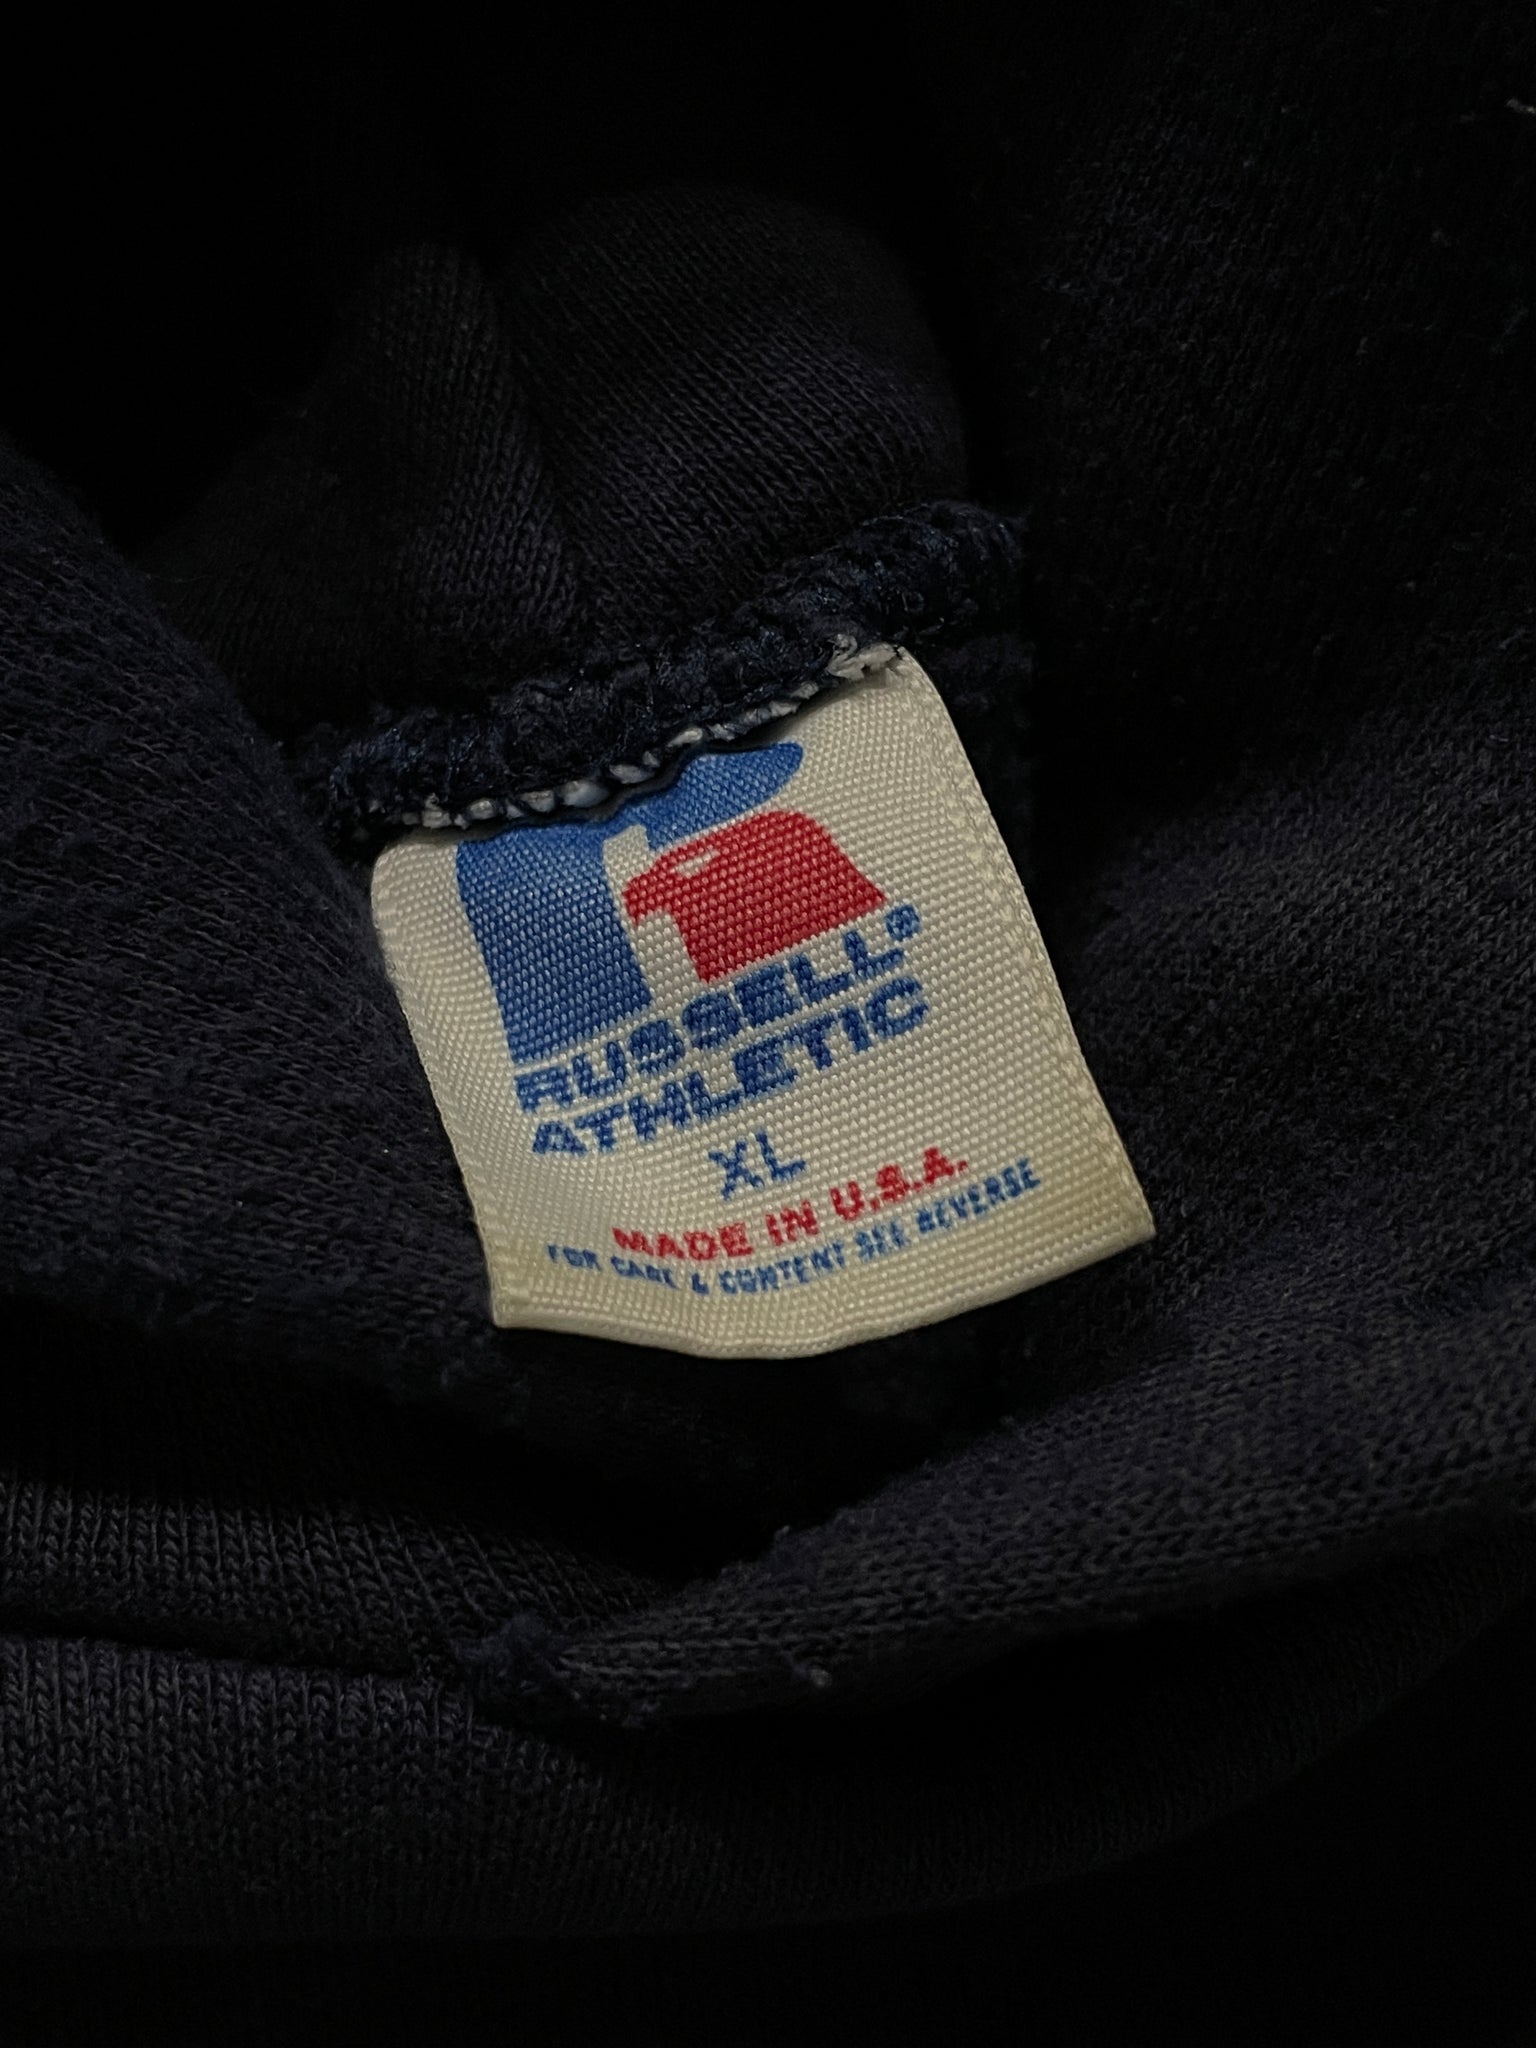 RUSSELL®
ATHLETIC
XL
MADE IN U.S.A.
FOR CARE & CONTENT SEE REVERSE